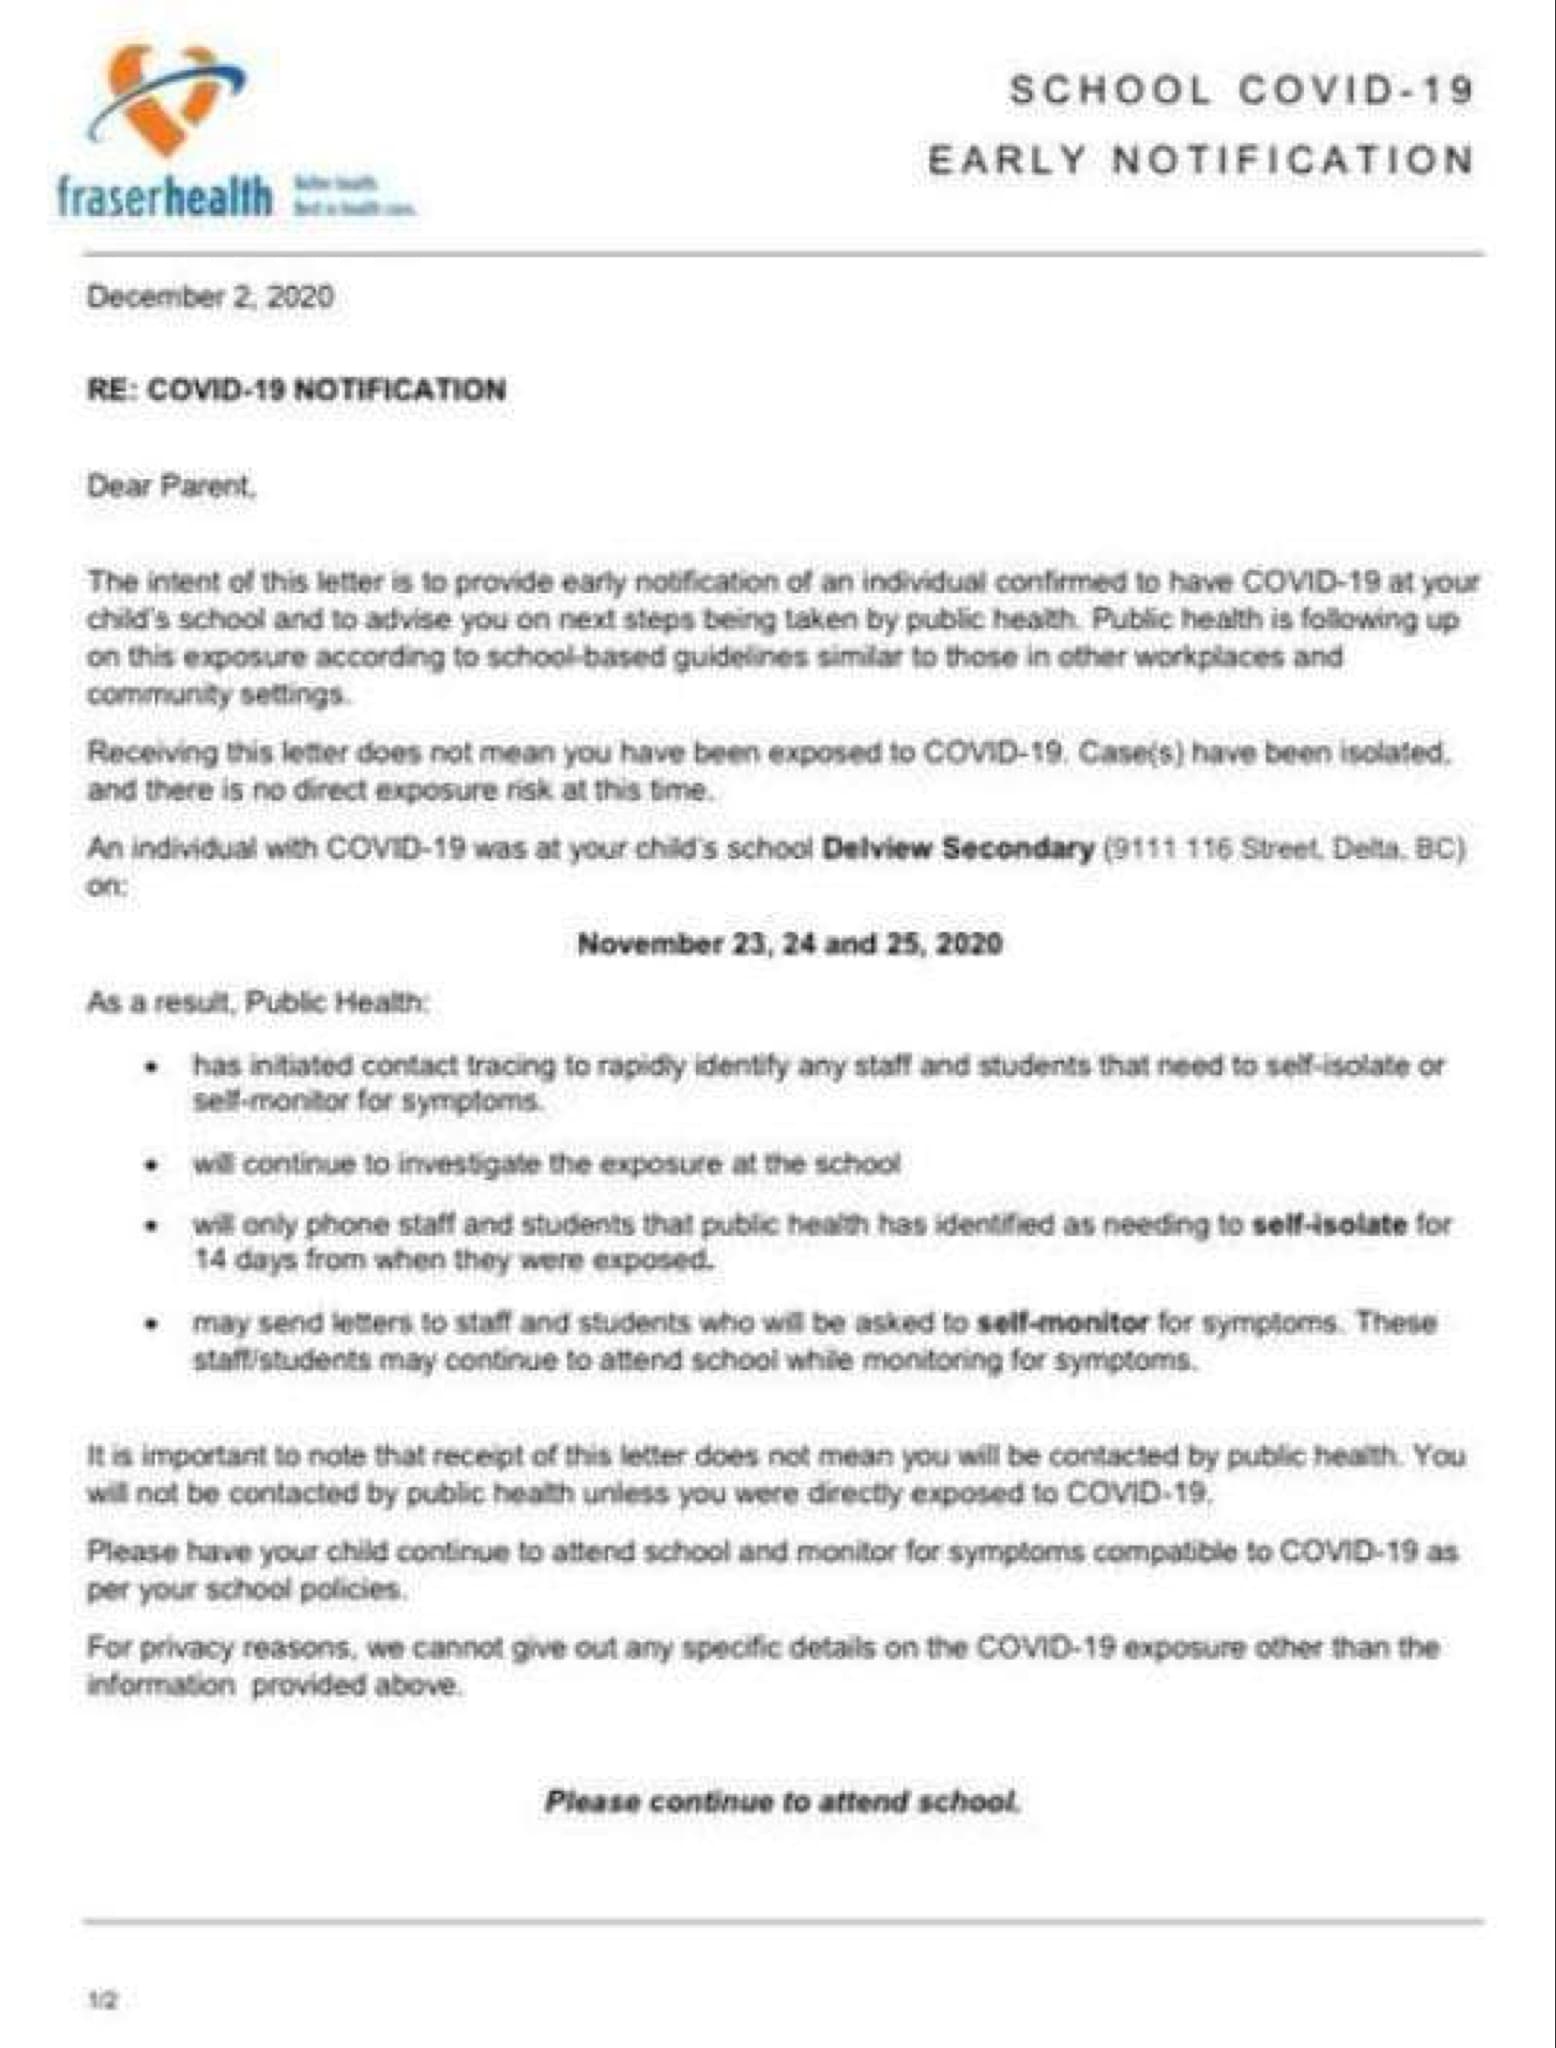 SCHOOL COVID-19
EARLY NOTIFICATION
fraserhealth
Better health.
Best in health care.
December 2, 2020
RE: COVID-19 NOTIFICATION
Dear Parent,
The intent of this letter is to provide early notification of an individual confirmed to have COVID-19 at your
child's school and to advise you on next steps being taken by public health. Public health is following up
on this exposure according to school-based guidelines similar to those in other workplaces and
community settings.
Receiving this letter does not mean you have been exposed to COVID-19. Case(s) have been isolated,
and there is no direct exposure risk at this time.
An individual with COVID-19 was at your child's school Delview Secondary (9111 116 Street, Delta, BC)
on:
November 23, 24 and 25, 2020
As a result, Public Health:
• has initiated contact tracing to rapidly identify any staff and students that need to self-isolate or
self-monitor for symptoms.
• will continue to investigate the exposure at the school
• will only phone staff and students that public health has identified as needing to self-isolate for
14 days from when they were exposed.
• may send letters to staff and students who will be asked to self-monitor for symptoms. These
staff/students may continue to attend school while monitoring for symptoms.
It is important to note that receipt of this letter does not mean you will be contacted by public health. You
will not be contacted by public health unless you were directly exposed to COVID-19.
Please have your child continue to attend school and monitor for symptoms compatible to COVID-19 as
per your school policies.
For privacy reasons, we cannot give out any specific details on the COVID-19 exposure other than the
information provided above.
Please continue to attend school.
1/2